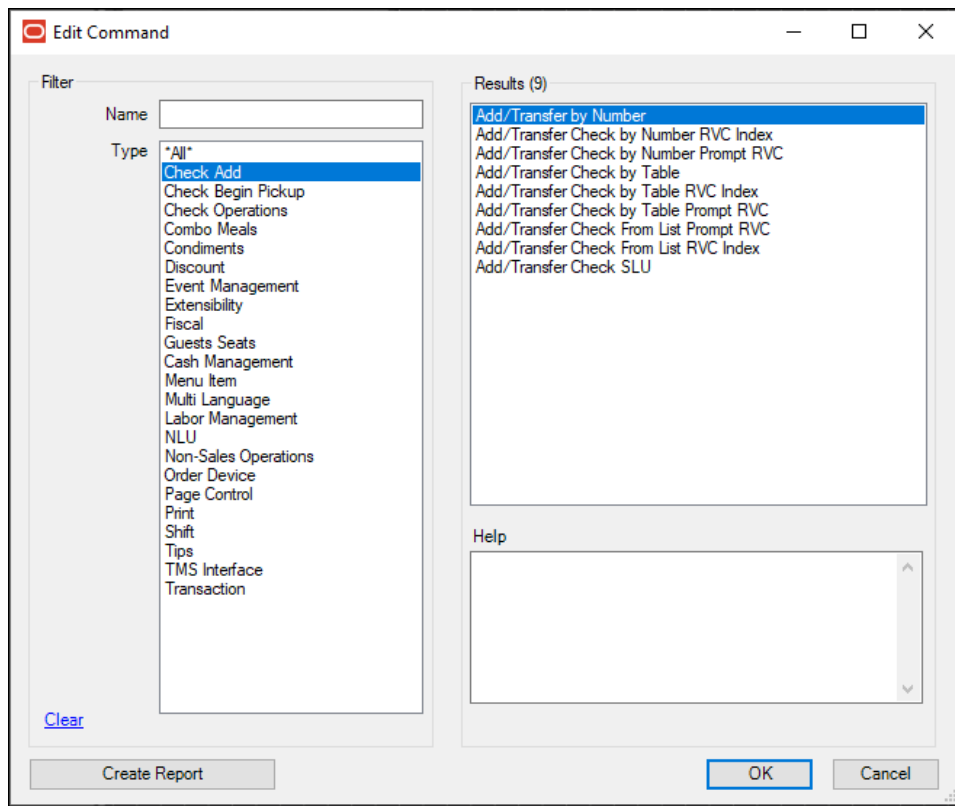 Edit Command
Filter
Name
Type
*All*
Check Add
Check Begin Pickup
Check Operations
Combo Meals
Condiments
Discount
Event Management
Extensibility
Fiscal
Guests Seats
Cash Management
Menu Item
Multi Language
Labor Management
NLU
Non-Sales Operations
Order Device
Page Control
Print
Shift
Tips
TMS Interface
Transaction
Clear
Results (9)
Add/Transfer by Number
Add/Transfer Check by Number RVC Index
Add/Transfer Check by Number Prompt RVC
Add/Transfer Check by Table
Add/Transfer Check by Table RVC Index
Add/Transfer Check by Table Prompt RVC
Add/Transfer Check From List Prompt RVC
Add/Transfer Check From List RVC Index
Add/Transfer Check SLU
Help
Create Report
OK
Cancel